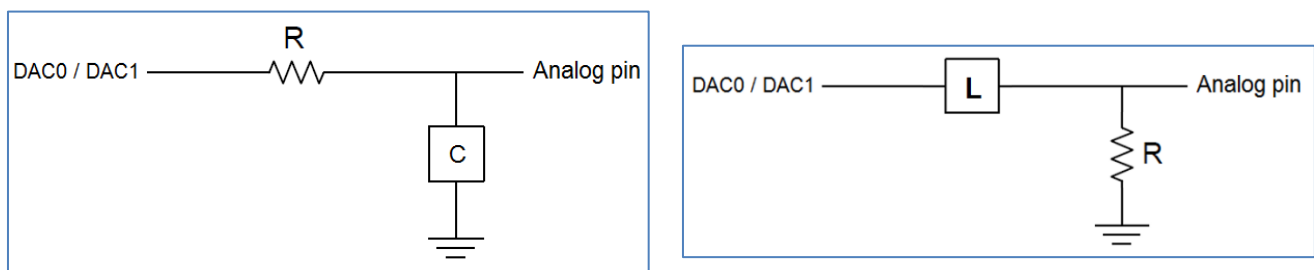 R
DAC0 / DAC1
Analog pin
C
DAC0 / DAC1
L
Analog pin
R